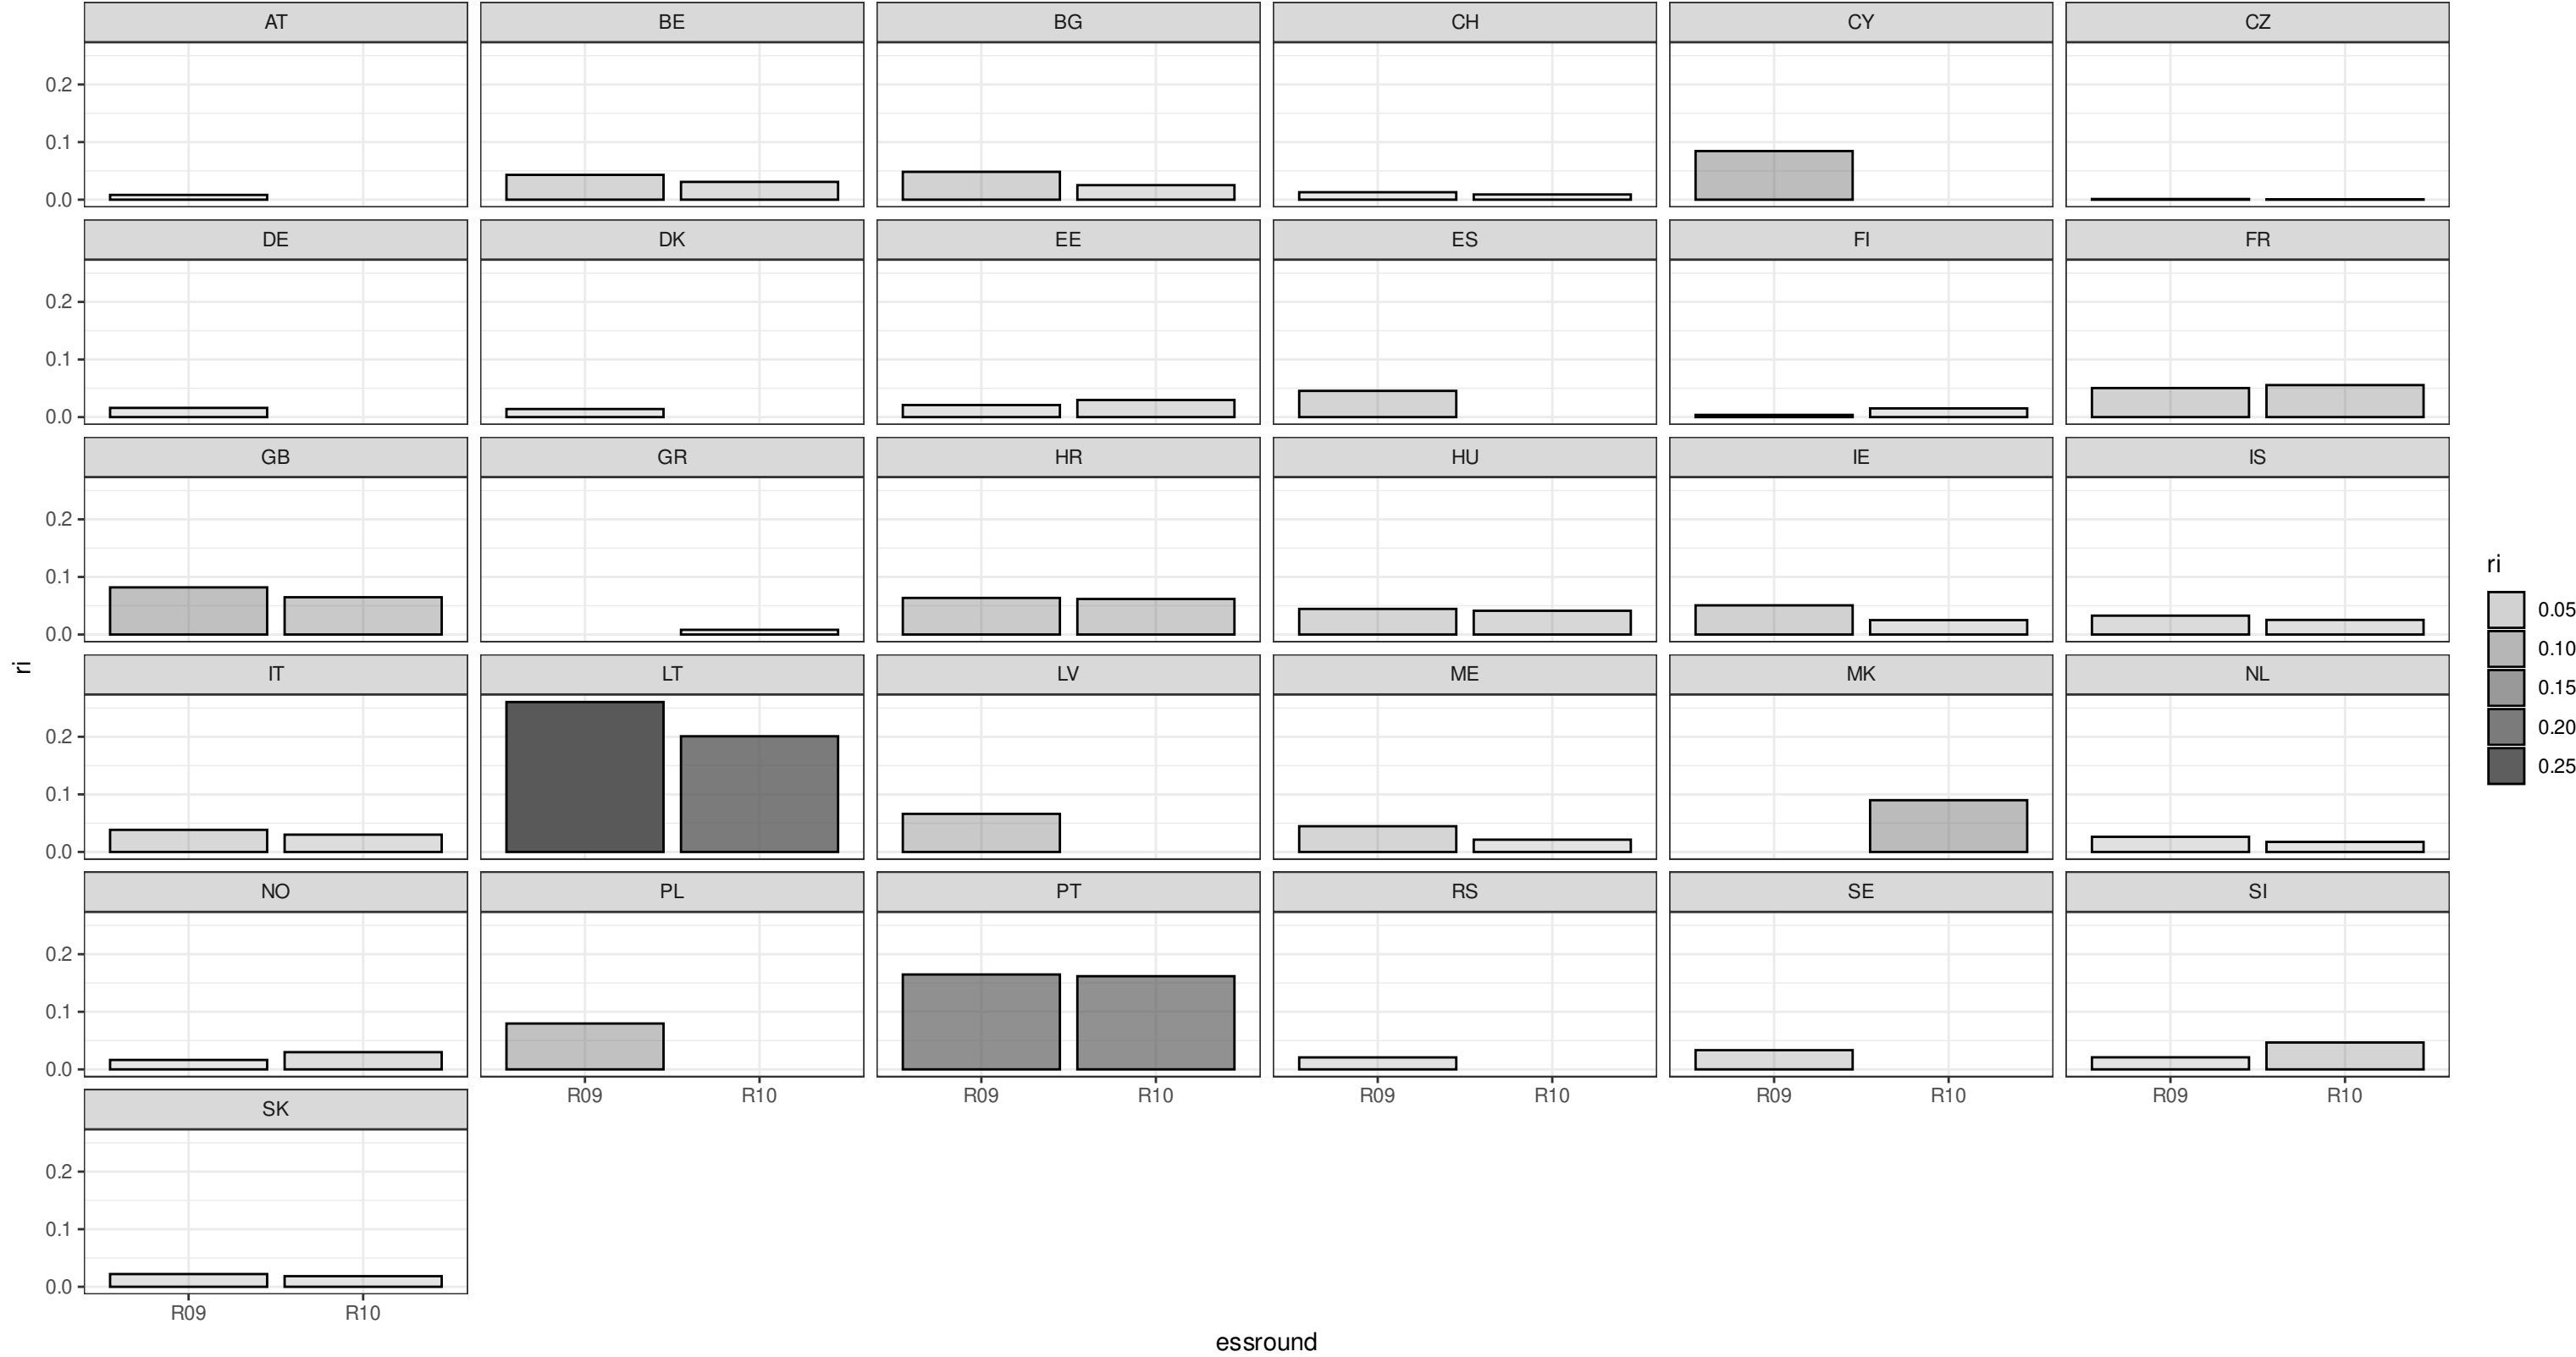 AT BE BG CH CY CZ
0.2
0.1
0.0
DE DK EE ES FI FR
0.2
0.1
0.0
GB GR HR HU IE IS
0.2
0.1
0.0
IT LT LV ME MK NL
0.2
0.1
0.0
NO PL PT RS SE SI
0.2
0.1
0.0
R09 R10 R09 R10 R09 R10 R09 R10 R09 R10
SK
0.2
0.1
0.0
R09 R10
essround
ri
ri
0.05
0.10
0.15
0.20
0.25